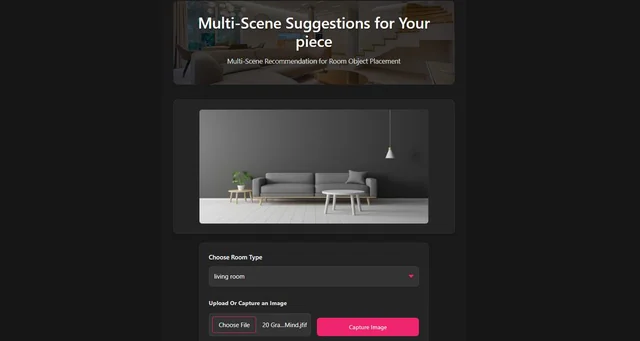 Multi-Scene Suggestions for Your
piece
Multi-Scene Recommendation for Room Object Placement
Choose Room Type
living room
Upload Or Capture an Image
Choose File 20 Gra...Mind.jfif Capture Image